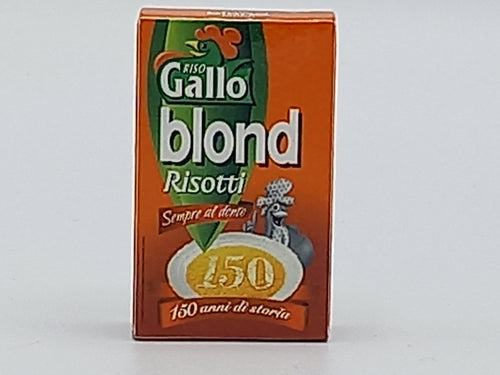 RISO
Gallo
blond
Risotti
Sempre al dente
150
150 anni di storia